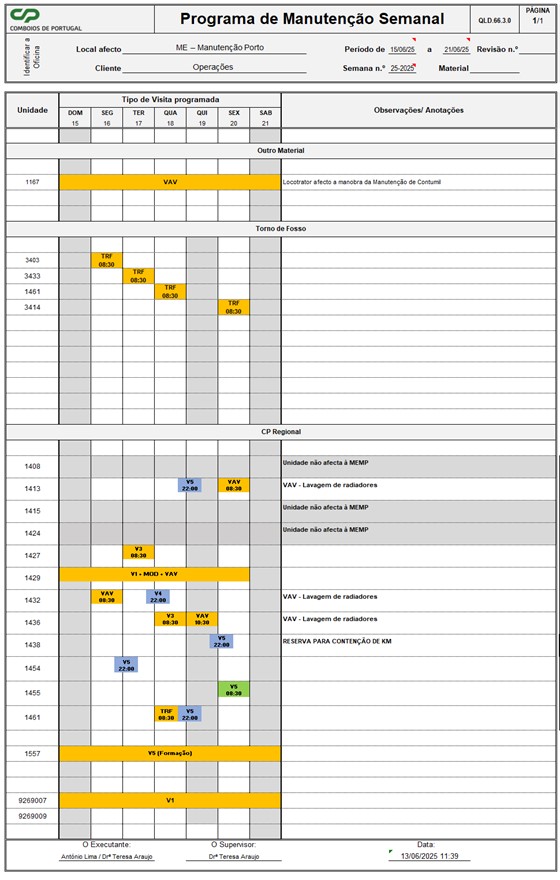 CP
COMBOIOS DE PORTUGAL
Programa de Manutenção Semanal
QLD.66.3.0
PÁGINA
1/1
Identificar a
Oficina
Local afecto ME – Manutenção Porto
Período de 15/06/25 a 21/06/25 Revisão n.º
Cliente Operações
Semana n.º 25-2025 Material
Unidade
Tipo de Visita programada
Observações/ Anotações
DOM SEG TER QUA QUI SEX SAB
15 16 17 18 19 20 21
Outro Material
1167 VAV Locotrator afecto a manobra da Manutenção de Contumil
Torno de Fosso
3403 TRF 08:30
3433 TRF 08:30
1461 TRF 08:30
3414 TRF 08:30
CP Regional
1408 Unidade não afecta à MEMP
1413 V5 22:00 VAV 08:30 VAV - Lavagem de radiadores
1415 Unidade não afecta à MEMP
1424 Unidade não afecta à MEMP
1427 V3 08:30
1429 V1 + MOD + VAV
1432 VAV 08:30 V4 22:00 VAV - Lavagem de radiadores
1436 V3 08:30 VAV 10:30 VAV - Lavagem de radiadores
1438 V5 22:00 RESERVA PARA CONTENÇÃO DE KM
1454 V5 22:00
1455 V5 08:30
1461 TRF 08:30 V5 22:00
1557 V5 (Formação)
9269007 V1
9269009
O Executante: O Supervisor: Data:
António Lima / Drª Teresa Araujo Drª Teresa Araujo 13/06/2025 11:39